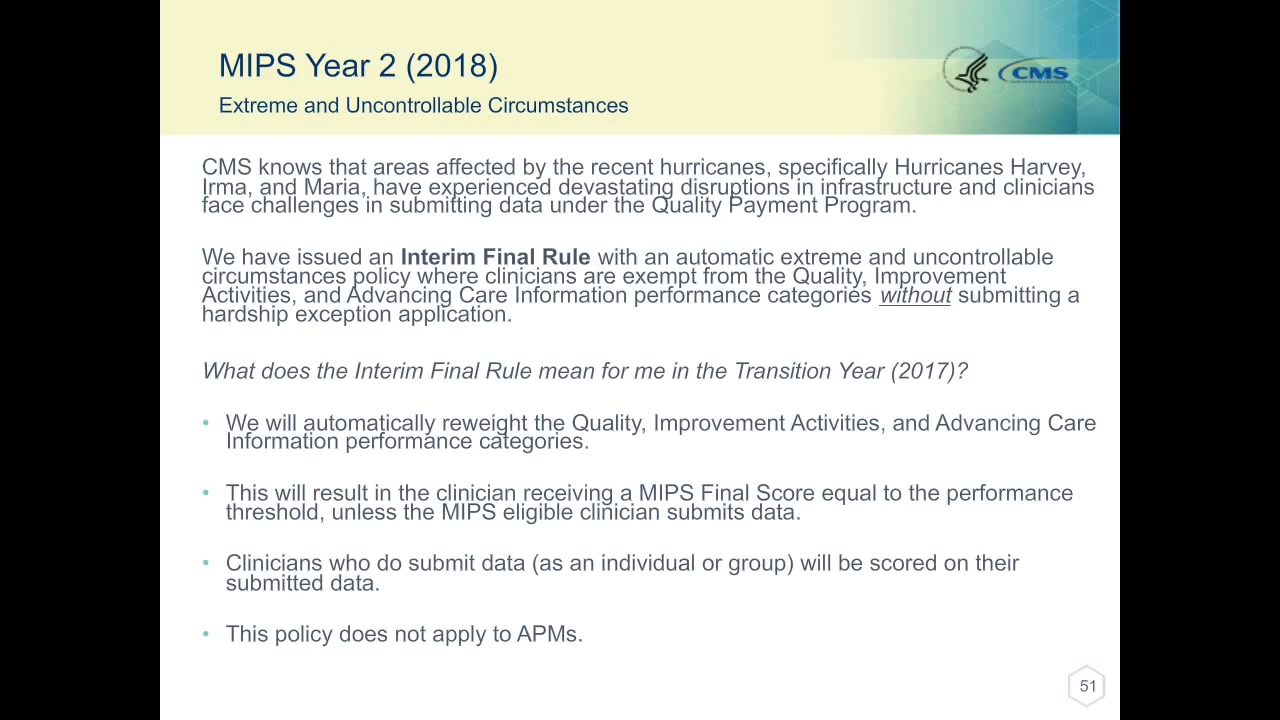 MIPS Year 2 (2018)
Extreme and Uncontrollable Circumstances
CMS
CMS knows that areas affected by the recent hurricanes, specifically Hurricanes Harvey,
Irma, and Maria, have experienced devastating disruptions in infrastructure and clinicians
face challenges in submitting data under the Quality Payment Program.
We have issued an Interim Final Rule with an automatic extreme and uncontrollable
circumstances policy where clinicians are exempt from the Quality, Improvement
Activities, and Advancing Care Information performance categories without submitting a
hardship exception application.
What does the Interim Final Rule mean for me in the Transition Year (2017)?
• We will automatically reweight the Quality, Improvement Activities, and Advancing Care
Information performance categories.
• This will result in the clinician receiving a MIPS Final Score equal to the performance
threshold, unless the MIPS eligible clinician submits data.
• Clinicians who do submit data (as an individual or group) will be scored on their
submitted data.
• This policy does not apply to APMs.
51